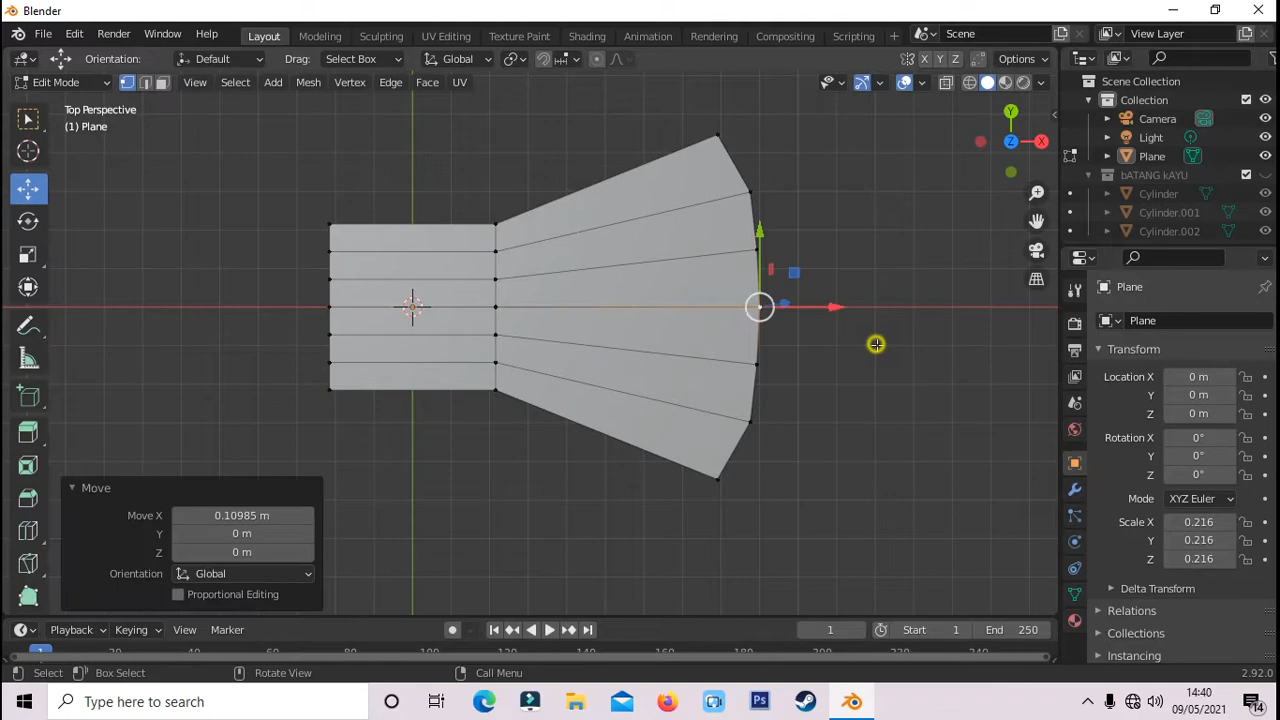 Blender
File Edit Render Window Help Layout Modeling Sculpting UV Editing Texture Paint Shading Animation Rendering Compositing Scripting + Scene View Layer
Default Drag: Select Box Global X Y Z Options
Edit Mode View Select Add Mesh Vertex Edge Face UV
Top Perspective
(1) Plane
Y
Z X
Scene Collection
Collection
Camera
Light
Plane
bATANG kAYU
Cylinder
Cylinder.001
Cylinder.002
Plane
Plane
Transform
Location X 0 m
Y 0 m
Z 0 m
Rotation X 0°
Y 0°
Z 0°
Mode XYZ Euler
Scale X 0.216
Y 0.216
Z 0.216
Delta Transform
Relations
Collections
Instancing
Move
Move X 0.10985 m
Y 0 m
Z 0 m
Orientation Global
Proportional Editing
Playback Keying View Marker 1 Start 1 End 250
Select Box Select Rotate View Call Menu 2.92.0
Type here to search
14:40
09/05/2021
14